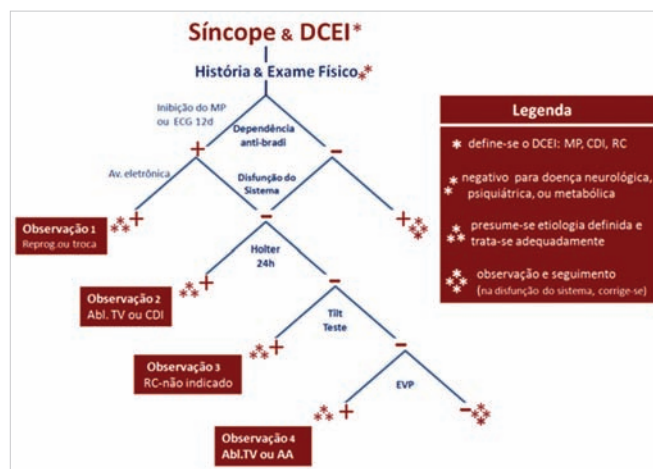 Síncope & DCEI*
História & Exame Físico**
Inibição do MP
ou ECG 12d
Dependência
anti-bradi
+
-
Av. eletrônica
Disfunção do
Sistema
Observação 1
Reprog.ou troca
*** +
-
+ ****
Holter
24h
Observação 2
Abl. TV ou CDI
*** +
-
Tilt
Teste
Observação 3
RC-não indicado
*** +
-
EVP
Observação 4
Abl.TV ou AA
*** +
- ****
Legenda
* define-se o DCEI: MP, CDI, RC
** negativo para doença neurológica,
psiquiátrica, ou metabólica
*** presume-se etiologia definida e
trata-se adequadamente
**** observação e seguimento
(na disfunção do sistema, corrige-se)